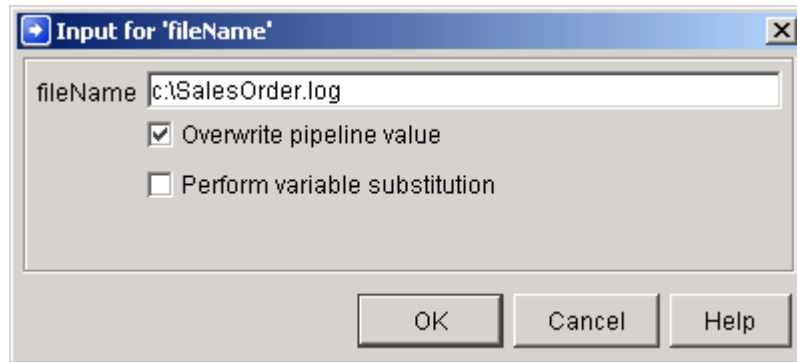 Input for 'fileName'
fileName c:\SalesOrder.log
Overwrite pipeline value
Perform variable substitution
OK Cancel Help